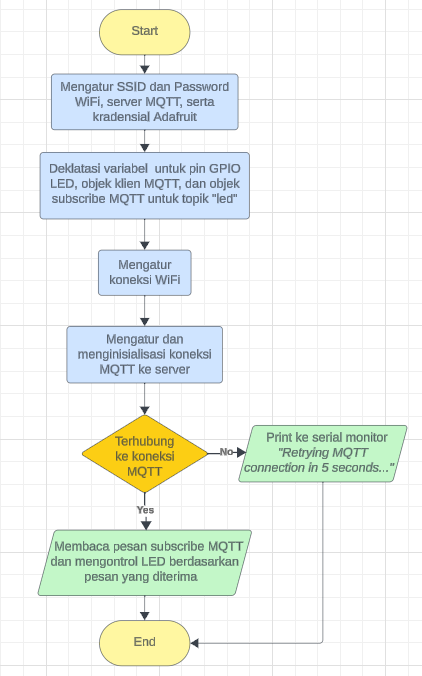 Start
Mengatur SSID dan Password
WiFi, server MQTT, serta
kradensial Adafruit
Deklatasi variabel untuk pin GPIO
LED, objek klien MQTT, dan objek
subscribe MQTT untuk topik "led"
Mengatur
koneksi WiFi
Mengatur dan
menginisialisasi koneksi
MQTT ke server
Terhubung
ke koneksi
MQTT
No
Print ke serial monitor
"Retrying MQTT
connection in 5 seconds..."
Yes
Membaca pesan subscribe MQTT
dan mengontrol LED berdasarkan
pesan yang diterima
End